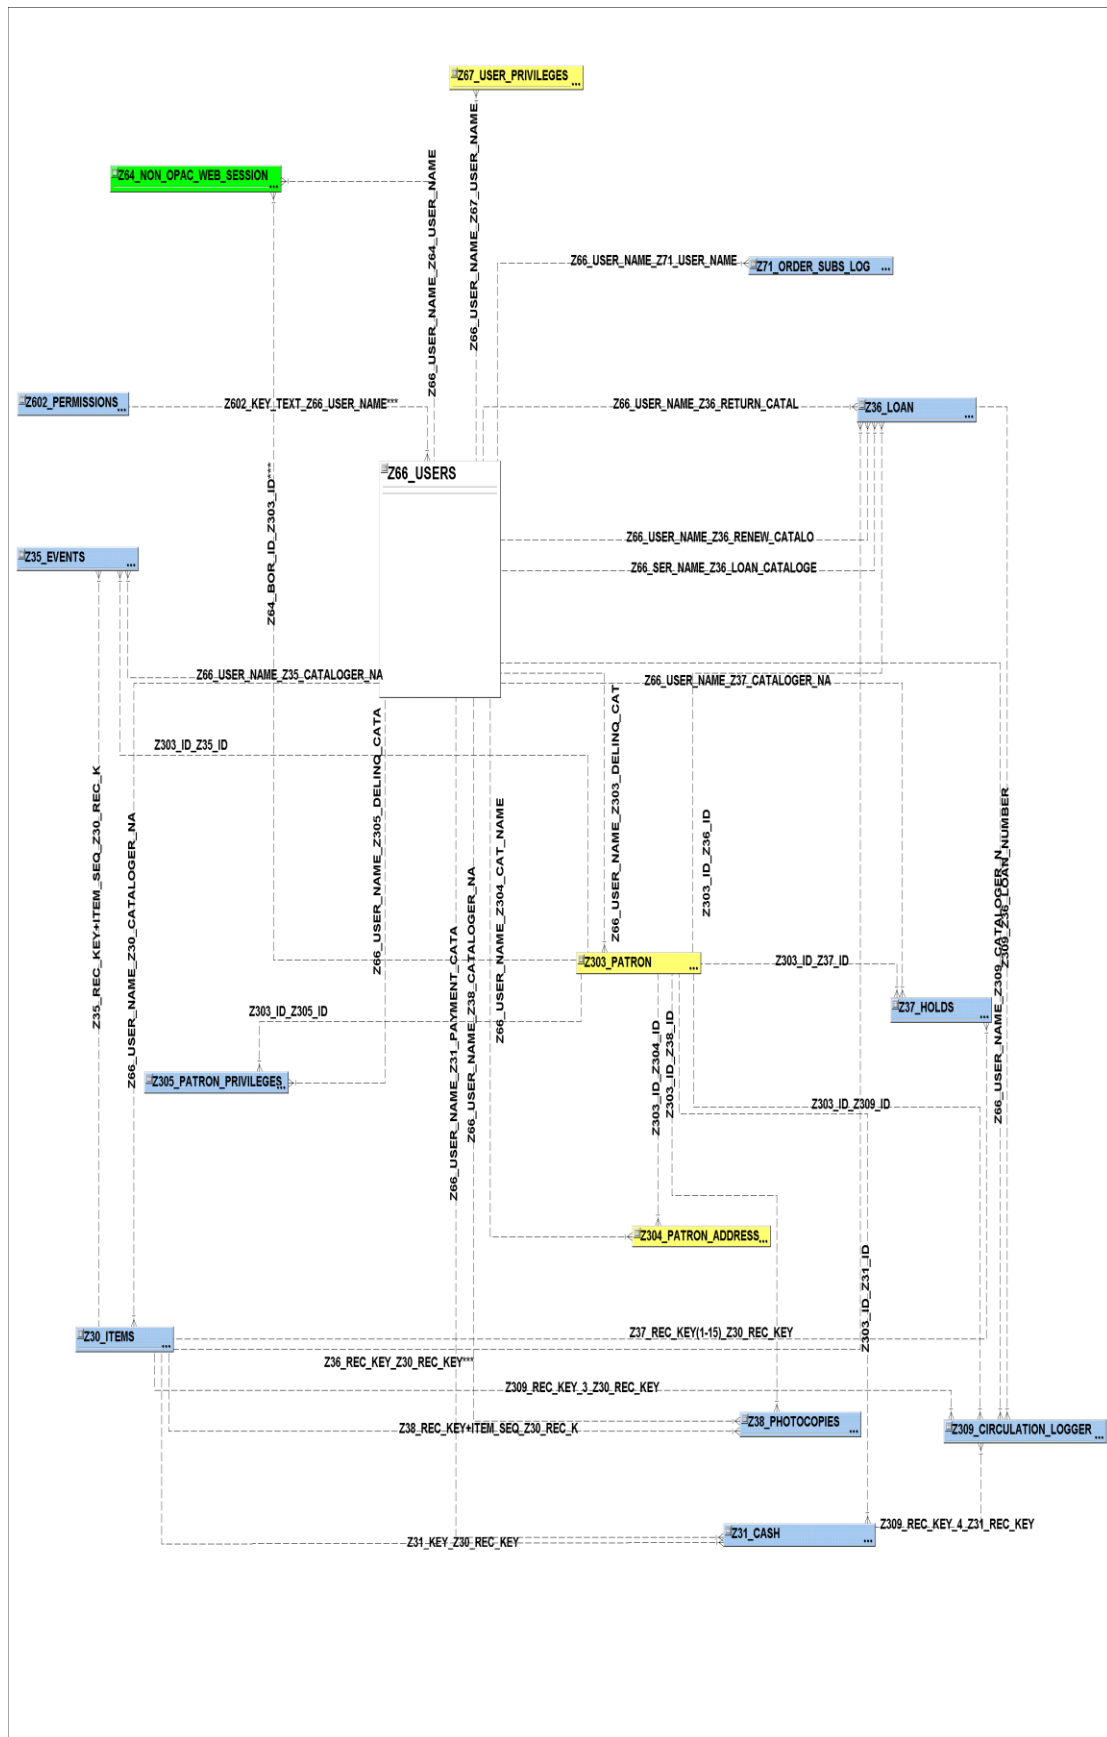 Z67_USER_PRIVILEGES
...
Z66_USER_NAME_Z67_USER_NAME
Z64_NON_OPAC_WEB_SESSION
...
Z66_USER_NAME_Z64_USER_NAME
Z66_USER_NAME_Z71_USER_NAME
Z71_ORDER_SUBS_LOG
...
Z602_PERMISSIONS
...
Z602_KEY_TEXT_Z66_USER_NAME***
Z66_USER_NAME_Z36_RETURN_CATAL
Z36_LOAN
...
Z66_USERS
Z64_BOR_ID_Z303_ID***
Z35_EVENTS
...
Z66_USER_NAME_Z36_RENEW_CATALO
Z66_SER_NAME_Z36_LOAN_CATALOGE
Z66_USER_NAME_Z35_CATALOGER_NA
Z66_USER_NAME_Z37_CATALOGER_NA
Z303_ID_Z35_ID
Z35_REC_KEY+ITEM_SEQ_Z30_REC_K
Z66_USER_NAME_Z30_CATALOGER_NA
Z66_USER_NAME_Z305_DELINQ_CATA
Z66_USER_NAME_Z31_PAYMENT_CATA
Z66_USER_NAME_Z38_CATALOGER_NA
Z66_USER_NAME_Z304_CAT_NAME
Z66_USER_NAME_Z303_DELINQ_CAT
Z303_ID_Z36_ID
Z66_USER_NAME_Z309_CATALOGER_N
Z309_Z36_LOAN_NUMBER
Z303_PATRON
...
Z303_ID_Z37_ID
Z37_HOLDS
...
Z303_ID_Z305_ID
Z305_PATRON_PRIVILEGES
...
Z303_ID_Z304_ID
Z303_ID_Z38_ID
Z303_ID_Z309_ID
Z304_PATRON_ADDRESS
...
Z303_ID_Z31_ID
Z30_ITEMS
...
Z37_REC_KEY(1-15)_Z30_REC_KEY
Z36_REC_KEY_Z30_REC_KEY***
Z309_REC_KEY_3_Z30_REC_KEY
Z38_REC_KEY+ITEM_SEQ_Z30_REC_K
Z38_PHOTOCOPIES
...
Z309_CIRCULATION_LOGGER
...
Z31_KEY_Z30_REC_KEY
Z31_CASH
...
Z309_REC_KEY_4_Z31_REC_KEY